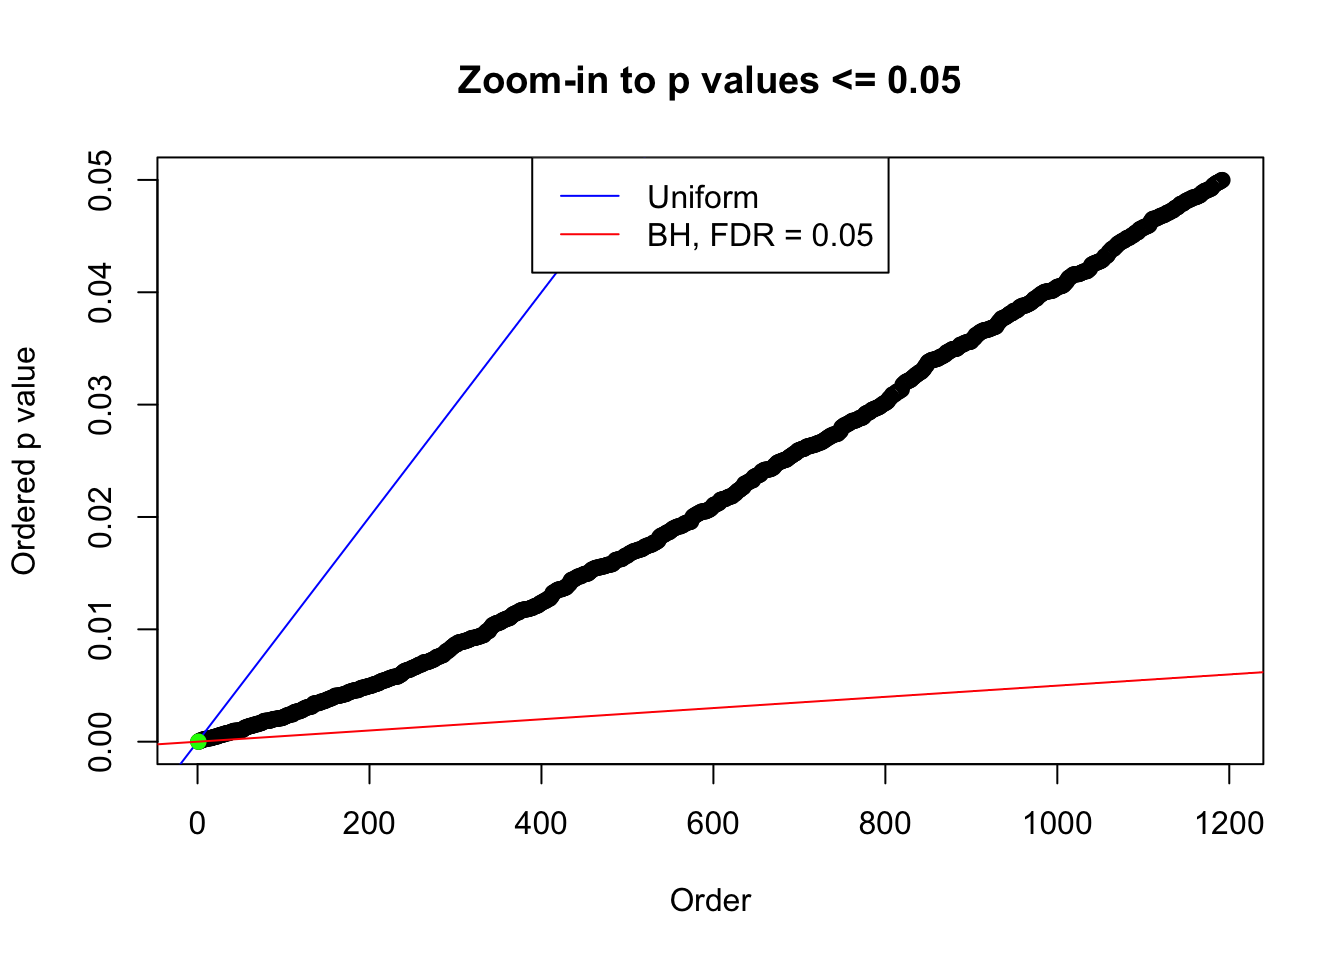 Zoom-in to p values <= 0.05
Uniform
BH, FDR = 0.05
Ordered p value
0.05
0.04
0.03
0.02
0.01
0.00
0 200 400 600 800 1000 1200
Order